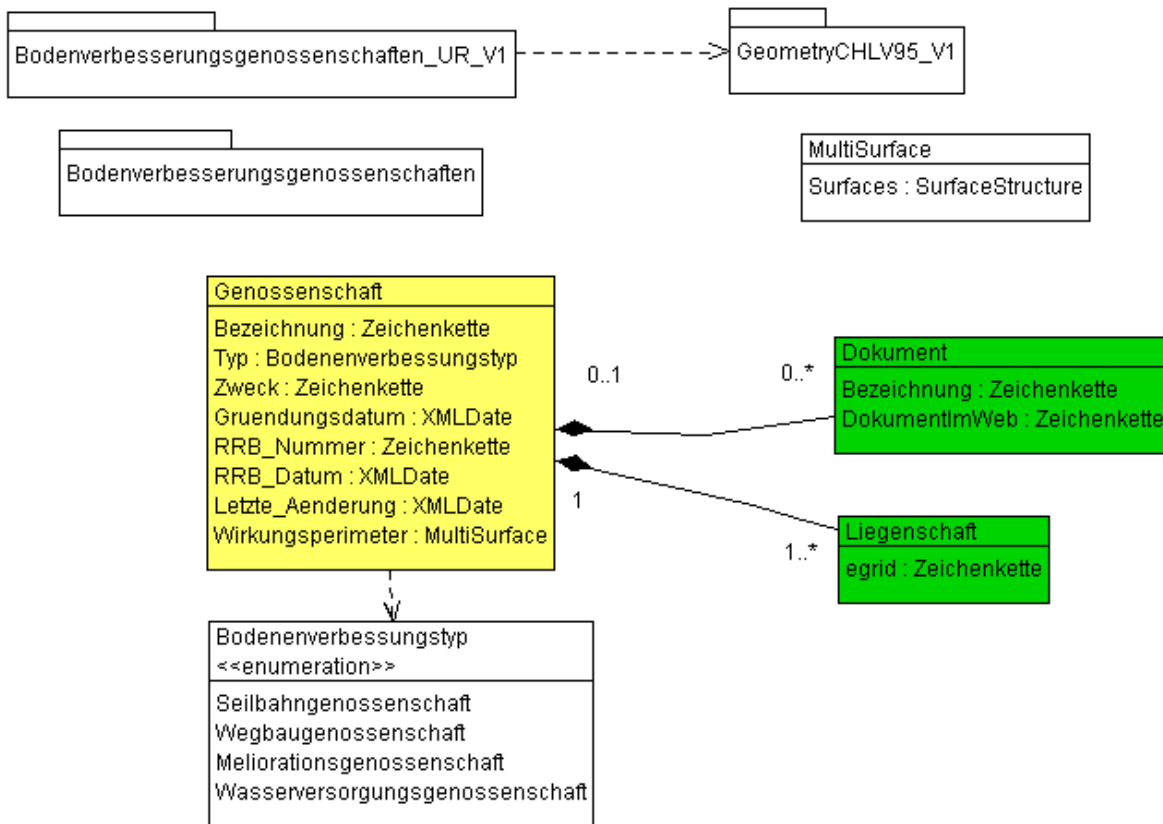 Bodenverbesserungsgenossenschaften_UR_V1
GeometryCHLV95_V1
Bodenverbesserungsgenossenschaften
MultiSurface
Surfaces : SurfaceStructure
Genossenschaft
Bezeichnung : Zeichenkette
Typ : Bodenenverbessungstyp
Zweck : Zeichenkette
Gruendungsdatum : XMLDate
RRB_Nummer : Zeichenkette
RRB_Datum : XMLDate
Letzte_Aenderung : XMLDate
Wirkungsperimeter : MultiSurface
0..1
0..*
Dokument
Bezeichnung : Zeichenkette
DokumentImWeb : Zeichenkette
1
1..*
Liegenschaft
egrid : Zeichenkette
Bodenenverbessungstyp
<<enumeration>>
Seilbahngenossenschaft
Wegbaugenossenschaft
Meliorationsgenossenschaft
Wasserversorgungsgenossenschaft